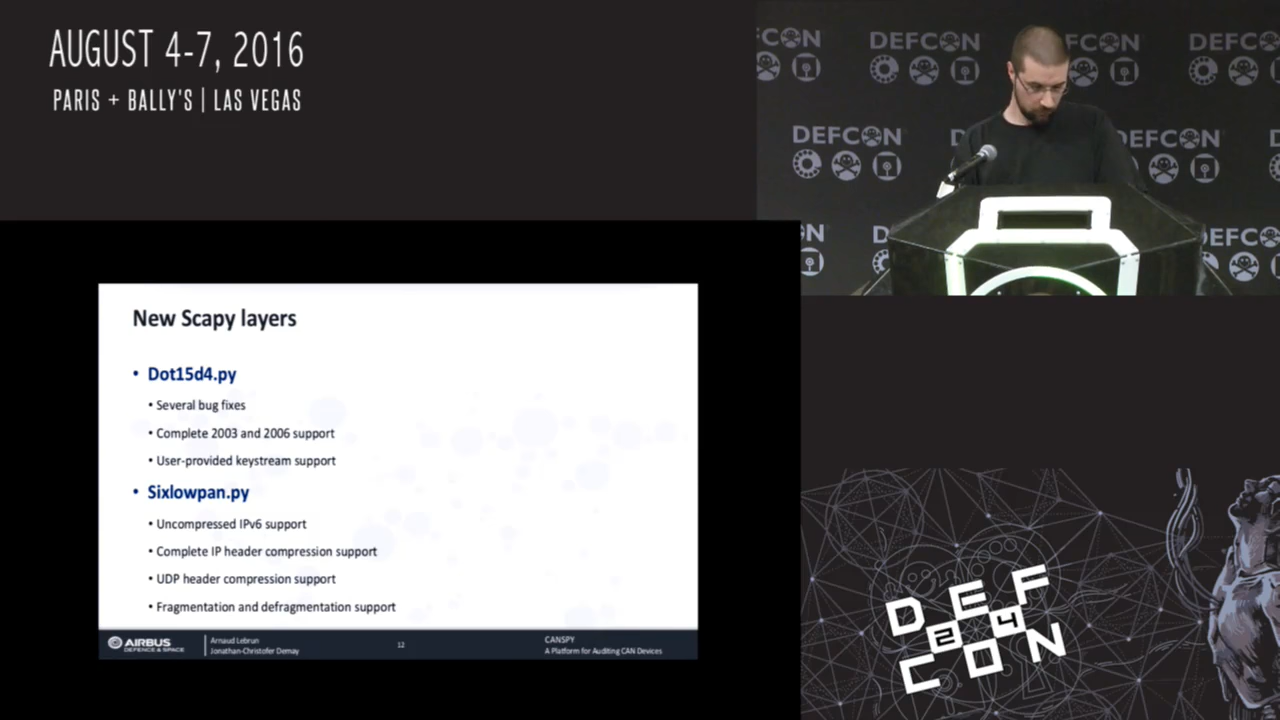 AUGUST 4-7, 2016
PARIS + BALLY'S | LAS VEGAS
DEFCON
DEFCON
DEFCON
DEFCON
New Scapy layers
• Dot15d4.py
• Several bug fixes
• Complete 2003 and 2006 support
• User-provided keystream support
• Sixlowpan.py
• Uncompressed IPv6 support
• Complete IP header compression support
• UDP header compression support
• Fragmentation and defragmentation support
AIRBUS
DEFENCE & SPACE
Arnaud Lebrun
Jonathan-Christofer Demay
12
CANSPY
A Platform for Auditing CAN Devices
DEF
24
CON